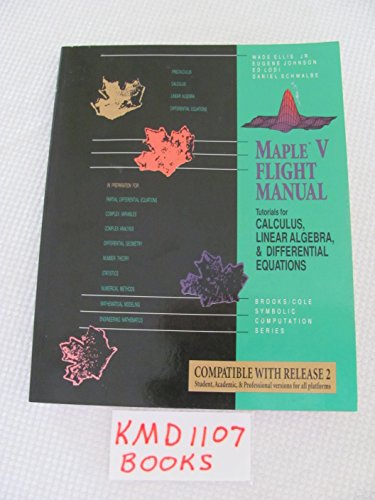 WADE ELLIS, JR.
EUGENE JOHNSON
ED LODI
DANIEL SCHWALBE
PRECALCULUS
CALCULUS
LINEAR ALGEBRA
DIFFERENTIAL EQUATIONS
MAPLE® V
FLIGHT
MANUAL
Tutorials for
CALCULUS,
LINEAR ALGEBRA,
& DIFFERENTIAL
EQUATIONS
IN PREPARATION FOR
PARTIAL DIFFERENTIAL EQUATIONS
COMPLEX VARIABLES
COMPLEX ANALYSIS
DIFFERENTIAL GEOMETRY
NUMBER THEORY
STATISTICS
NUMERICAL METHODS
MATHEMATICAL MODELING
ENGINEERING MATHEMATICS
BROOKS/COLE
SYMBOLIC
COMPUTATION
SERIES
COMPATIBLE WITH RELEASE 2
Student, Academic, & Professional versions for all platforms
KMD1107
BOOKS